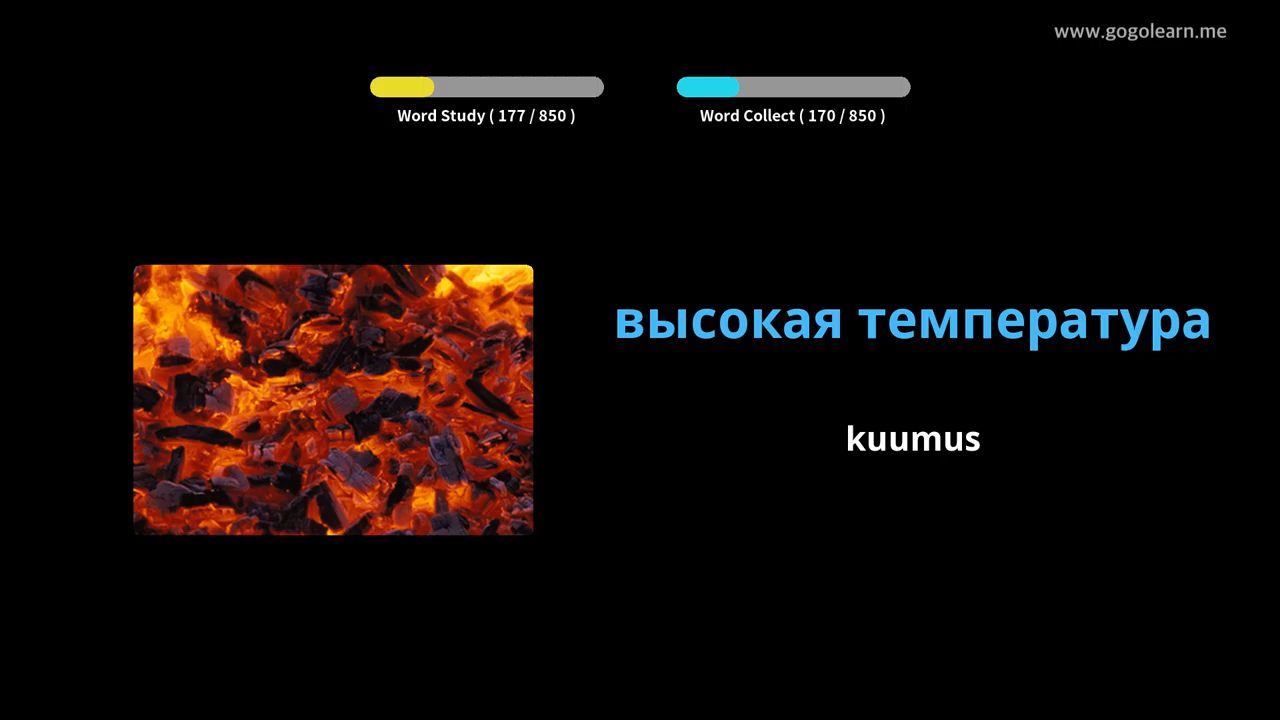 www.gogolearn.me
Word Study ( 177 / 850 )
Word Collect ( 170 / 850 )
высокая температура
kuumus